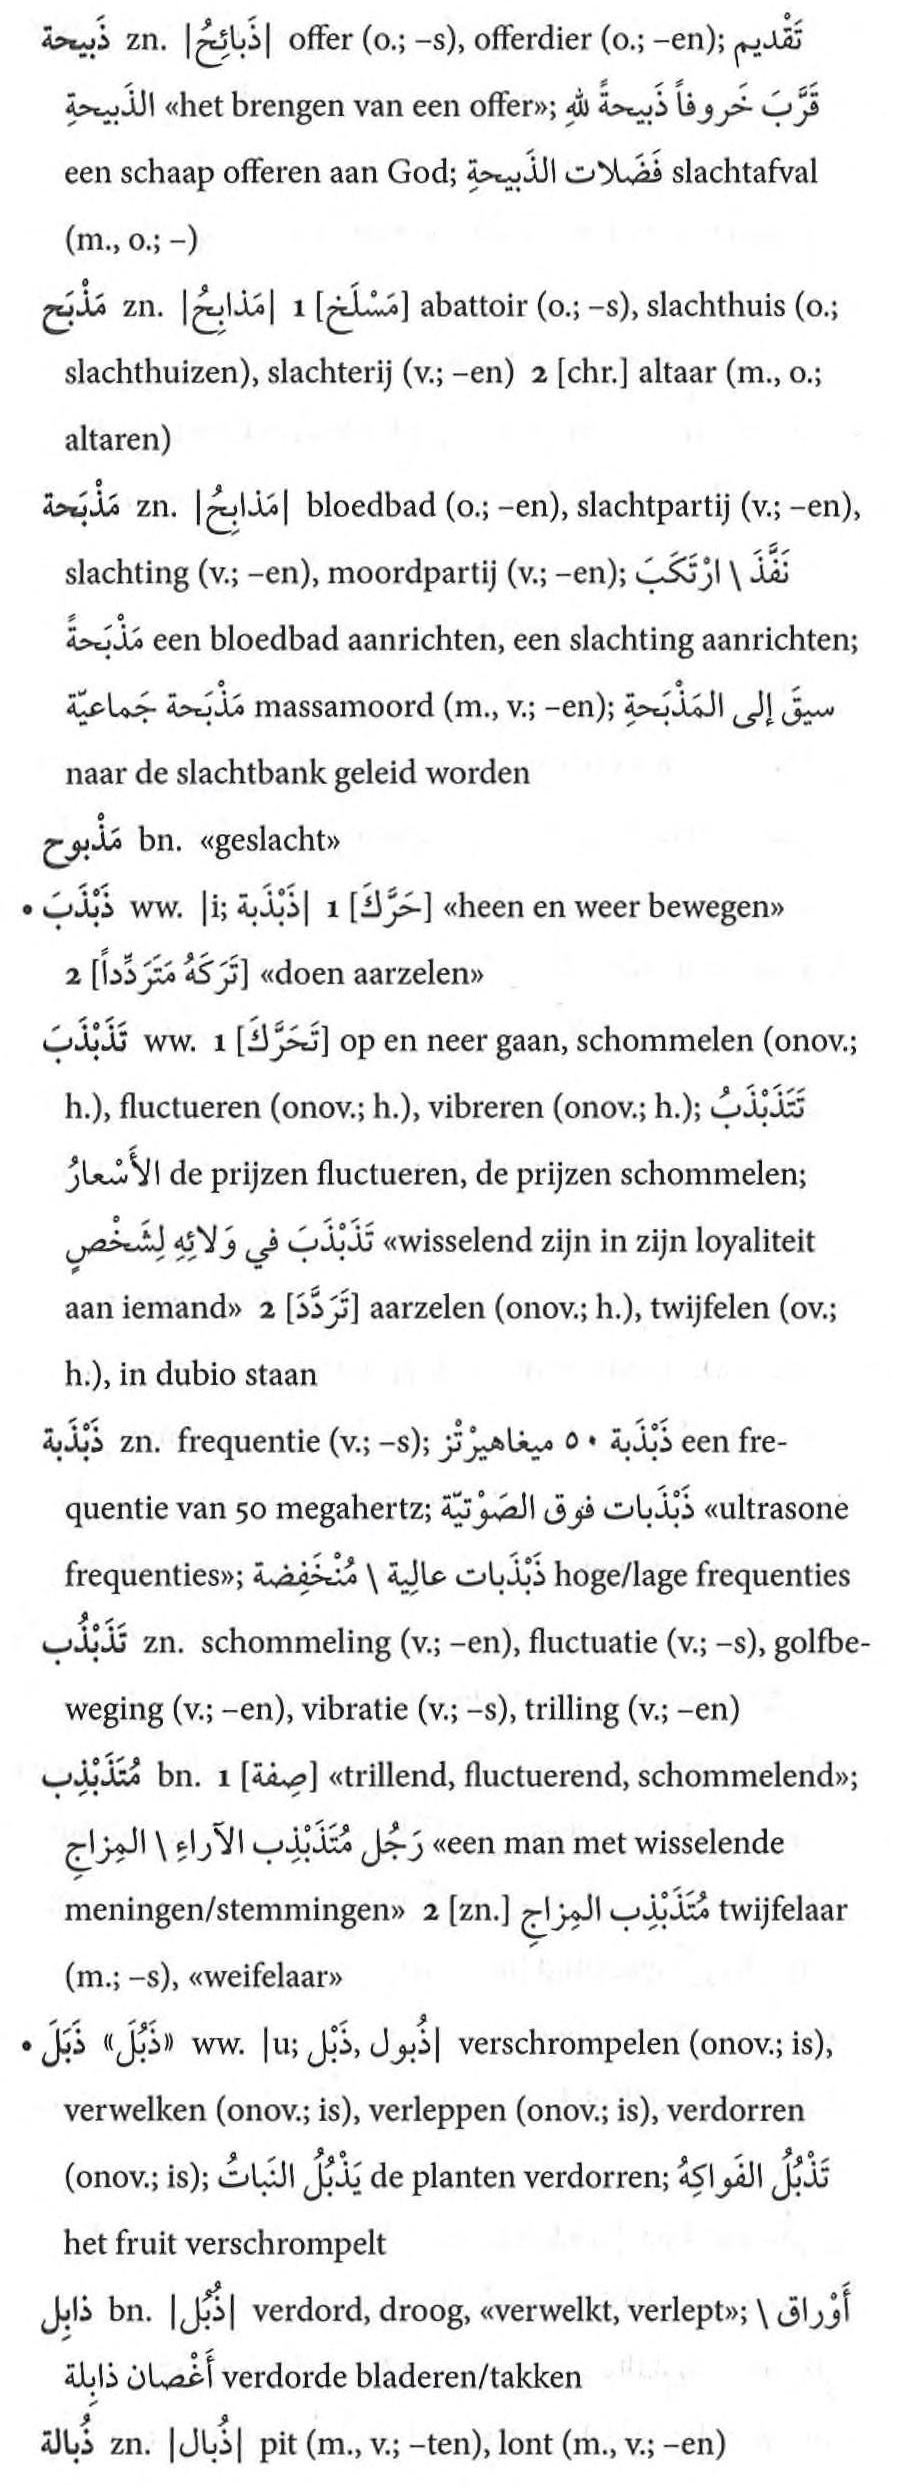 ذَبيحة zn. |ذَبائِحُ| offer (o.; –s), offerdier (o.; –en); تَقْديم
الذَبيحةِ «het brengen van een offer»; قَرَّبَ خَروفاً ذَبيحةً للهِ
een schaap offeren aan God; فَضَلات الذَبيحةِ slachtafval
(m., o.; –)
مَذْبَح zn. |مَذابِحُ| 1 [مَسْلَخ] abattoir (o.; –s), slachthuis (o.;
slachthuizen), slachterij (v.; –en) 2 [chr.] altaar (m., o.;
altaren)
مَذْبَحة zn. |مَذابِحُ| bloedbad (o.; –en), slachtpartij (v.; –en),
slachting (v.; –en), moordpartij (v.; –en); نَفَّذَ \ ارْتَكَبَ
مَذْبَحةً een bloedbad aanrichten, een slachting aanrichten;
مَذْبَحة جَماعيّة massamoord (m., v.; –en); سيقَ إلى المَذْبَحةِ
naar de slachtbank geleid worden
مَذْبوح bn. «geslacht»
• ذَبْذَبَ ww. |i; ذَبْذَبة| 1 [حَرَّكَ] «heen en weer bewegen»
2 [تَرَكَهُ مَتَرَدِّداً] «doen aarzelen»
تَذَبْذَبَ ww. 1 [تَحَرَّكَ] op en neer gaan, schommelen (onov.;
h.), fluctueren (onov.; h.), vibreren (onov.; h.); تَتَذَبْذَبُ
الأَسْعارُ de prijzen fluctueren, de prijzen schommelen;
تَذَبْذَبَ في وَلائِهِ لِشَخْصٍ «wisselend zijn in zijn loyaliteit
aan iemand» 2 [تَرَدَّدَ] aarzelen (onov.; h.), twijfelen (ov.;
h.), in dubio staan
ذَبْذَبة zn. frequentie (v.; –s); ذَبْذَبة ٥٠ ميغاهيرْتْز een fre-
quentie van 50 megahertz; ذَبْذَبات فوق الصَوْتيّة «ultrasone
frequenties»; ذَبْذَبات عالِية \ مُنْخَفِضة hoge/lage frequenties
تَذَبْذُب zn. schommeling (v.; –en), fluctuatie (v.; –s), golfbe-
weging (v.; –en), vibratie (v.; –s), trilling (v.; –en)
مُتَذَبْذِب bn. 1 [صِفة] «trillend, fluctuerend, schommelend»;
رَجُل مُتَذَبْذِب الآراءِ \ المِزاجِ «een man met wisselende
meningen/stemmingen» 2 [zn.] مُتَذَبْذِب المِزاجِ twijfelaar
(m.; –s), «weifelaar»
• ذَبَلَ «ذَبُلَ» ww. |u; ذَبْل, ذُبول| verschrompelen (onov.; is),
verwelken (onov.; is), verleppen (onov.; is), verdorren
(onov.; is); يَذْبُلُ النَباتُ de planten verdorren; تَذْبُلُ الفَواكِهُ
het fruit verschrompelt
ذابِل bn. |ذُبَّل| verdord, droog, «verwelkt, verlept»; أَوْراق \
أَغْصان ذابِلة verdorde bladeren/takken
ذُبالة zn. |ذُبال| pit (m., v.; –ten), lont (m., v.; –en)